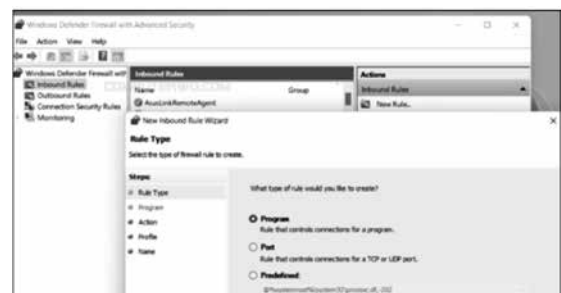 Windows Defender Firewall with Advanced Security
File Action View Help
Windows Defender Firewall with
Inbound Rules
Outbound Rules
Connection Security Rules
Monitoring
Inbound Rules
Name Group
AsusLinkRemoteAgent
Actions
Inbound Rules
New Rule...
New Inbound Rule Wizard
Rule Type
Select the type of firewall rule to create.
Steps:
Rule Type
Program
Action
Profile
Name
What type of rule would you like to create?
Program
Rule that controls connections for a program.
Port
Rule that controls connections for a TCP or UDP port.
Predefined: